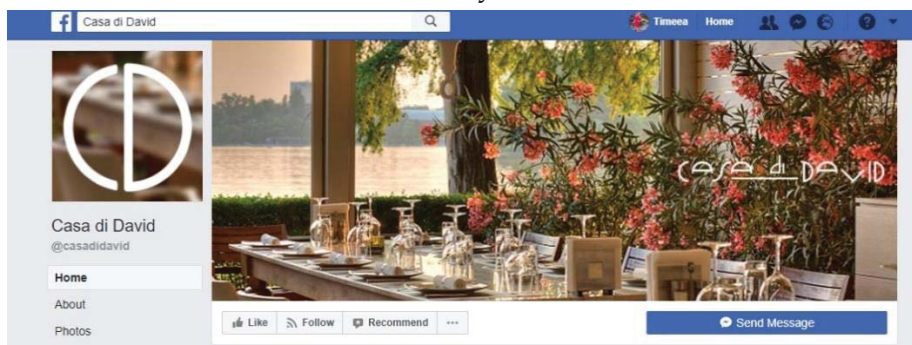 Casa di David
Timeea Home
CD
casa di DAVID
Casa di David
@casadidavid
Home
About
Photos
Like Follow Recommend
Send Message